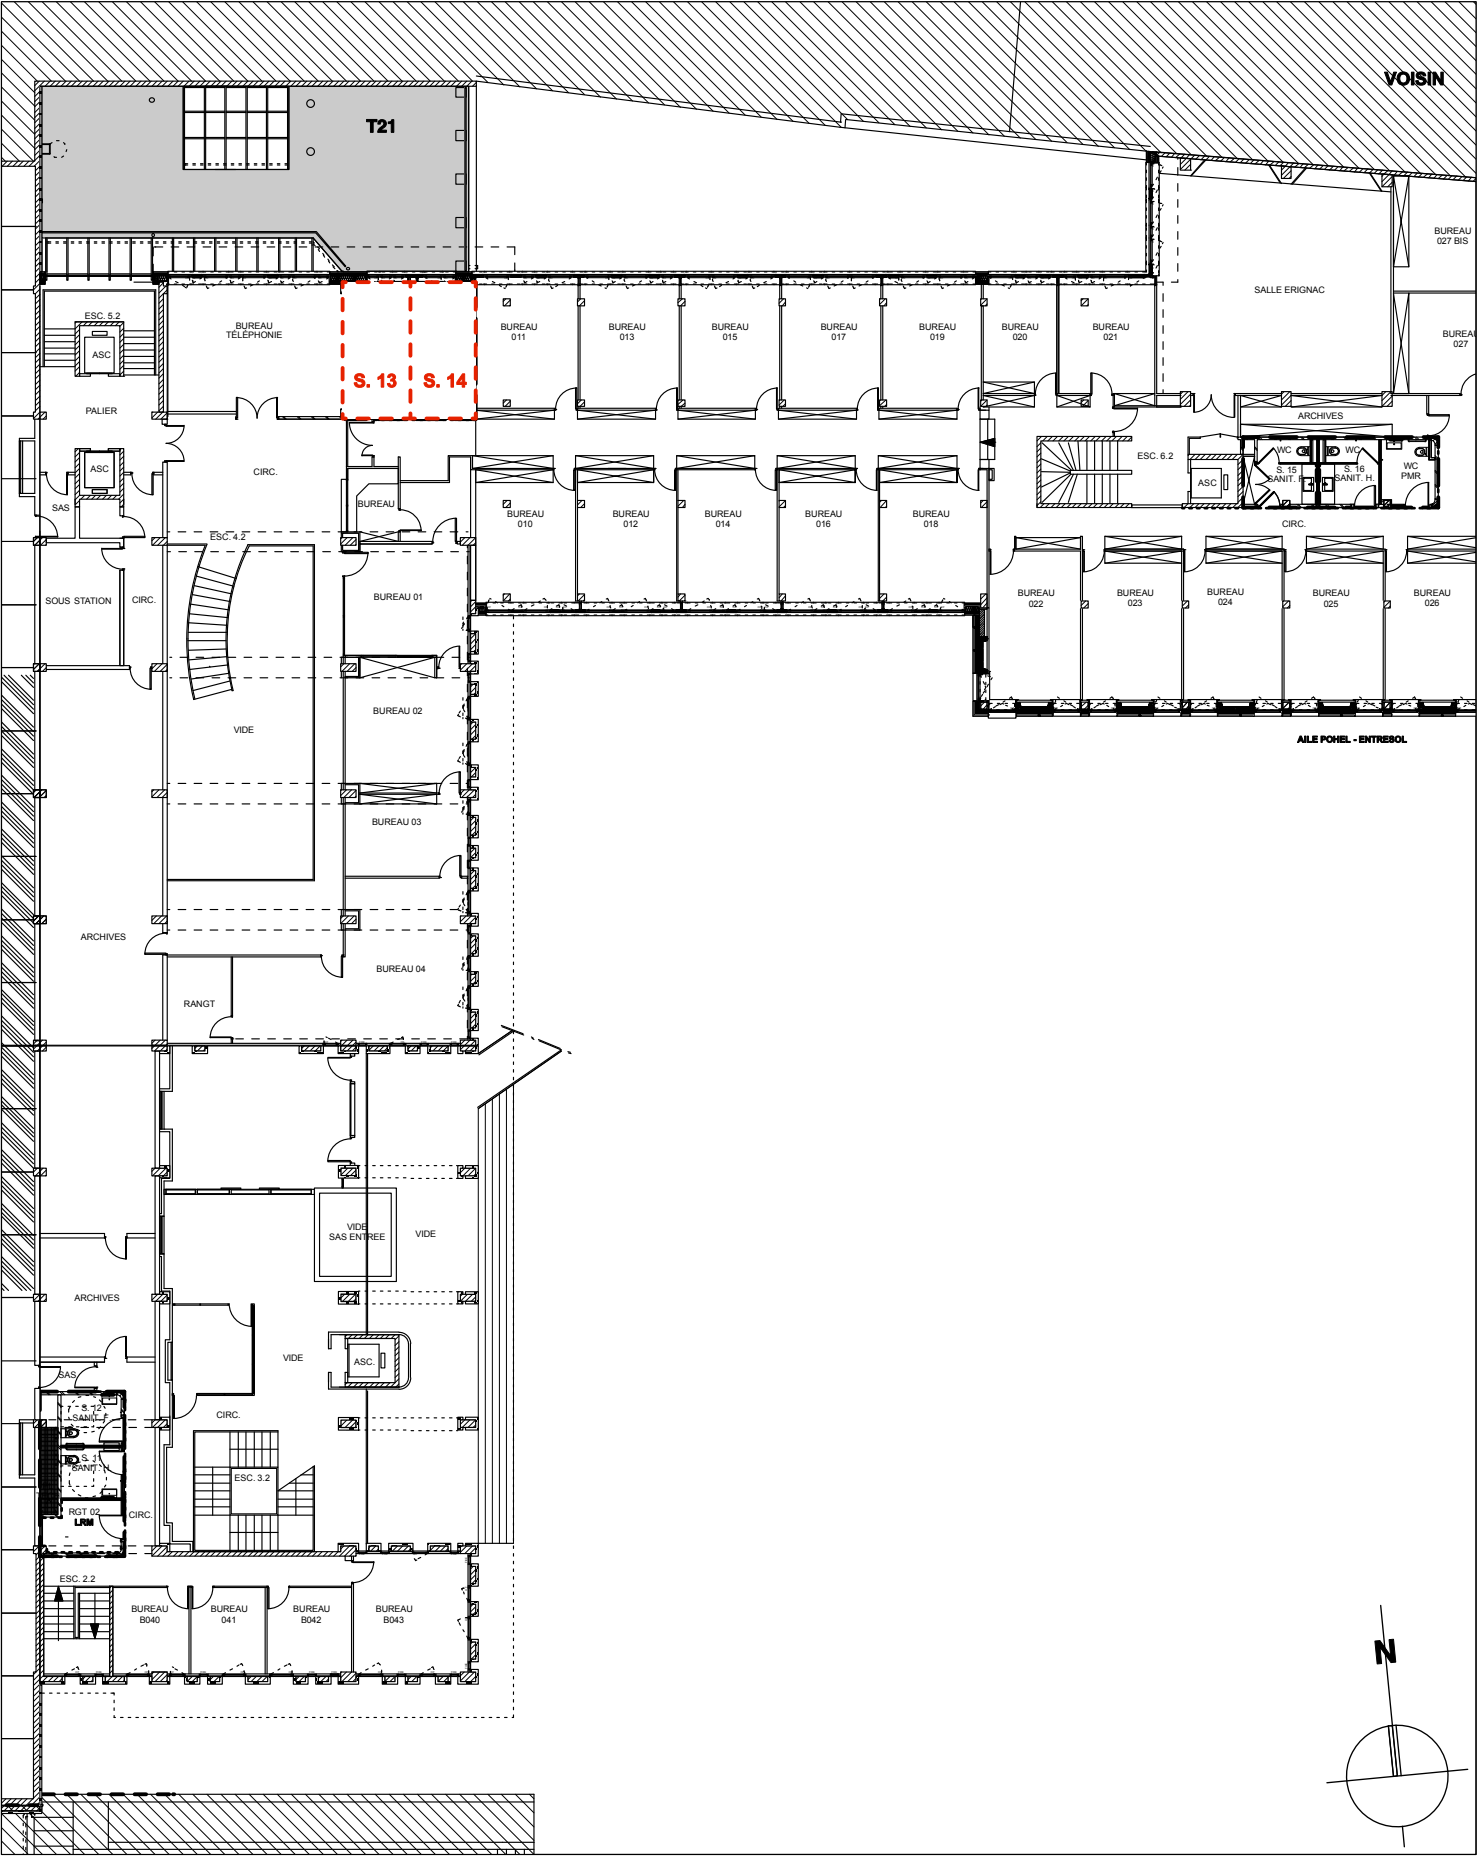 VOISIN
T21
BUREAU
027 BIS
SALLE ERIGNAC
ESC. 5.2
ASC
BUREAU
TÉLÉPHONIE
S. 13
S. 14
BUREAU
011
BUREAU
013
BUREAU
015
BUREAU
017
BUREAU
019
BUREAU
020
BUREAU
021
BUREAU
027
PALIER
ARCHIVES
ASC
CIRC.
SAS
BUREAU
ESC. 6.2
ASC
WC
S. 15
SANIT. F.
WC
S. 16
SANIT. H.
WC
PMR
CIRC.
BUREAU
010
BUREAU
012
BUREAU
014
BUREAU
016
BUREAU
018
ESC. 4.2
SOUS STATION
CIRC.
BUREAU 01
BUREAU
022
BUREAU
023
BUREAU
024
BUREAU
025
BUREAU
026
BUREAU 02
VIDE
AILE POHEL - ENTRESOL
BUREAU 03
ARCHIVES
BUREAU 04
RANGT
VIDE
SAS ENTREE
VIDE
ARCHIVES
VIDE
ASC.
SAS
S. 12
SANIT. F
CIRC.
S. 11
SANIT. H
ESC. 3.2
RGT 02
LRM
CIRC.
ESC. 2.2
BUREAU
B040
BUREAU
041
BUREAU
B042
BUREAU
B043
N